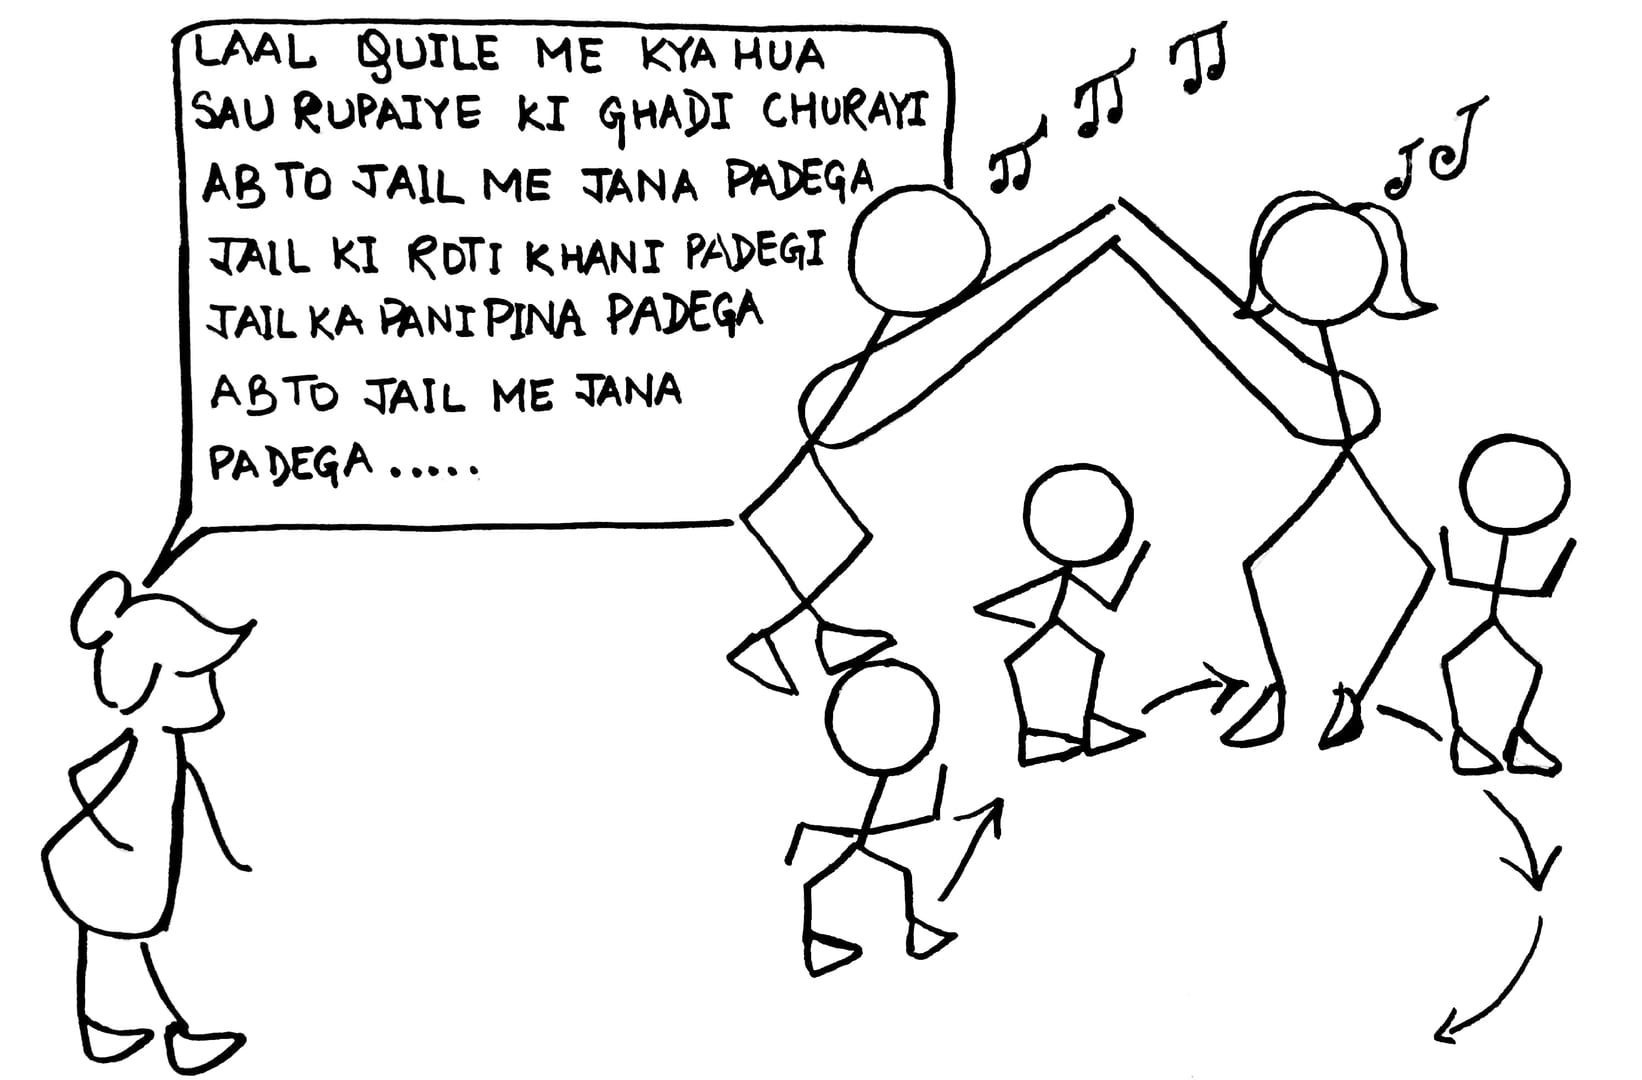 LAAL QUILE ME KYA HUA
SAU RUPAIYE KI GHADI CHURAYI
AB TO JAIL ME JANA PADEGA
JAIL KI ROTI KHANI PADEGI
JAIL KA PANI PINA PADEGA
AB TO JAIL ME JANA
PADEGA.....